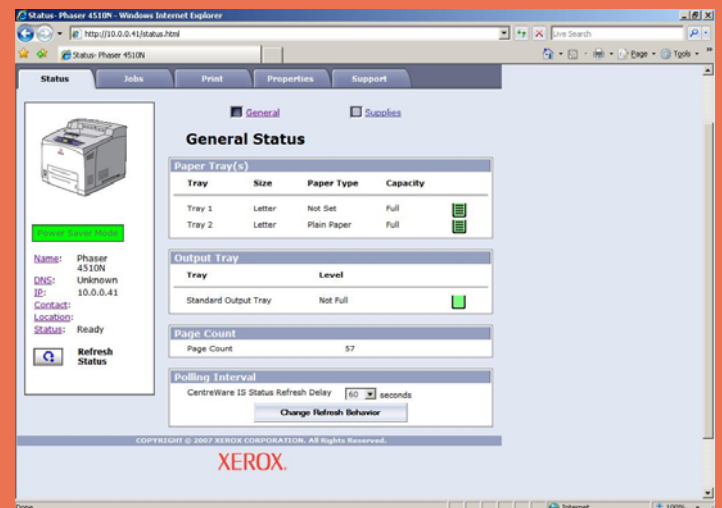 Status- Phaser 4510N - Windows Internet Explorer
http://10.0.0.41/status.html
Live Search
Status- Phaser 4510N
Page
Tools
Status Jobs Print Properties Support
General Supplies
General Status
Paper Tray(s)
Tray Size Paper Type Capacity
Tray 1 Letter Not Set Full
Tray 2 Letter Plain Paper Full
Power Saver Mode
Name: Phaser
4510N
DNS: Unknown
IP: 10.0.0.41
Contact:
Location:
Status: Ready
Refresh
Status
Output Tray
Tray Level
Standard Output Tray Not Full
Page Count
Page Count 57
Polling Interval
CentreWare IS Status Refresh Delay 60 seconds
Change Refresh Behavior
COPYRIGHT © 2007 XEROX CORPORATION. All Rights Reserved.
XEROX.
Done
Internet
100%